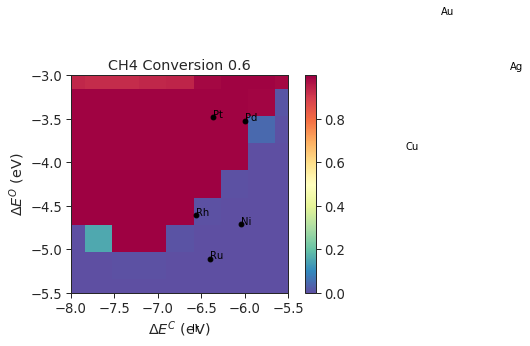 Au
Ag
CH4 Conversion 0.6
−3.0
−3.5
−4.0
−4.5
−5.0
−5.5
ΔE^O (eV)
Pt
Pd
Cu
Rh
Ni
Ru
0.8
0.6
0.4
0.2
0.0
−8.0 −7.5 −7.0 −6.5 −6.0 −5.5
ΔE^C (eV)
Ir